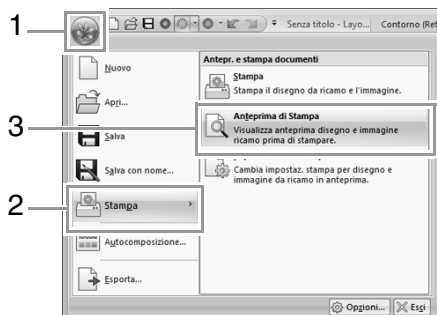 1
Senza titolo - Layo... Contorno (Ret
Nuovo
Apri...
Salva
Salva con nome...
Stampa
Autocomposizione...
Esporta...
Antepr. e stampa documenti
Stampa
Stampa il disegno da ricamo e l'immagine.
3
Anteprima di Stampa
Visualizza anteprima disegno e immagine
ricamo prima di stampare.
Cambia impostaz. stampa per disegno e
immagine da ricamo in anteprima.
2
Opzioni... Esci